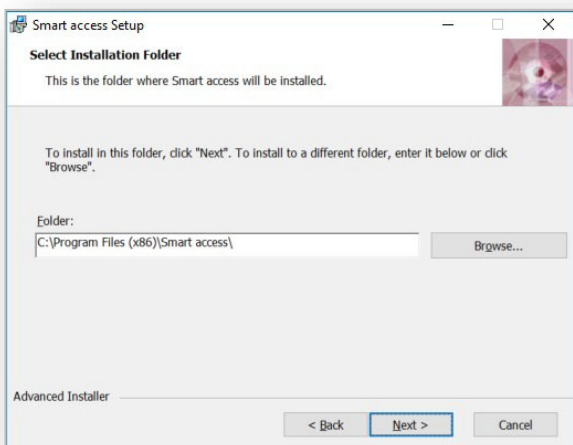 Smart access Setup
Select Installation Folder
This is the folder where Smart access will be installed.
To install in this folder, click "Next". To install to a different folder, enter it below or click
"Browse".
Folder:
C:\Program Files (x86)\Smart access\
Browse...
Advanced Installer
< Back
Next >
Cancel